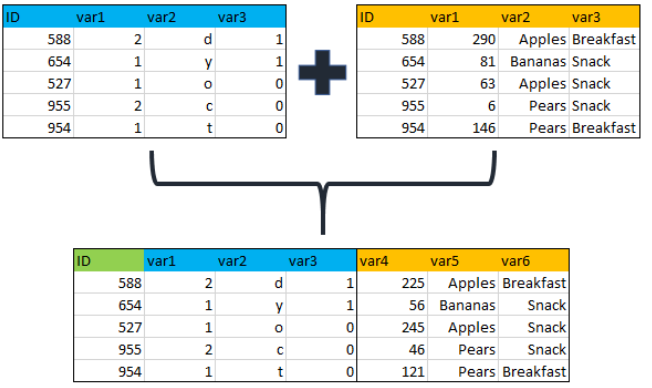 ID var1 var2 var3
588 2 d 1
654 1 y 1
527 1 o 0
955 2 c 0
954 1 t 0
ID var1 var2 var3
588 290 Apples Breakfast
654 81 Bananas Snack
527 63 Apples Snack
955 6 Pears Snack
954 146 Pears Breakfast
ID var1 var2 var3 var4 var5 var6
588 2 d 1 225 Apples Breakfast
654 1 y 1 56 Bananas Snack
527 1 o 0 245 Apples Snack
955 2 c 0 46 Pears Snack
954 1 t 0 121 Pears Breakfast